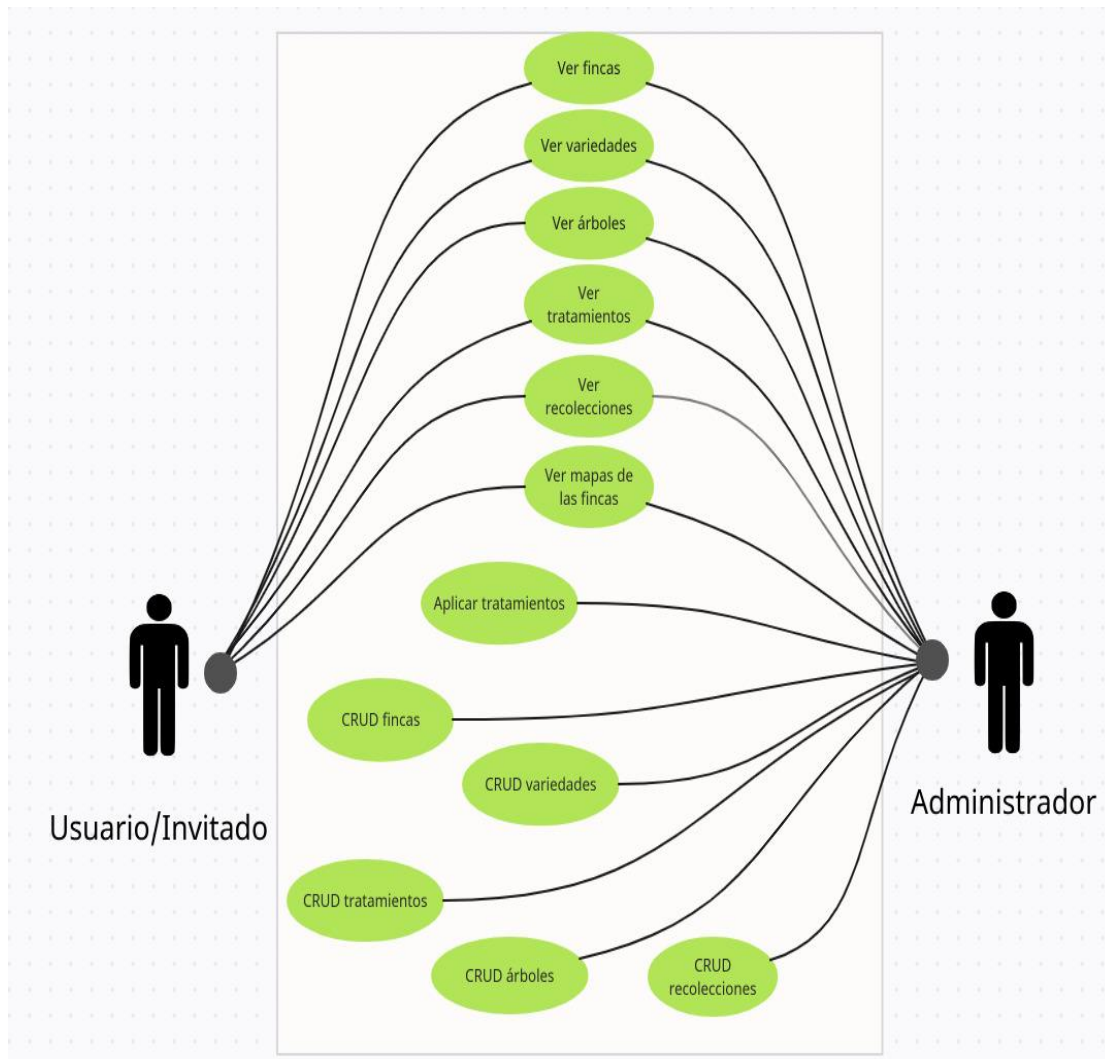 Ver fincas
Ver variedades
Ver árboles
Ver
tratamientos
Ver
recolecciones
Ver mapas de
las fincas
Aplicar tratamientos
CRUD fincas
CRUD variedades
Administrador
Usuario/Invitado
CRUD tratamientos
CRUD árboles
CRUD
recolecciones